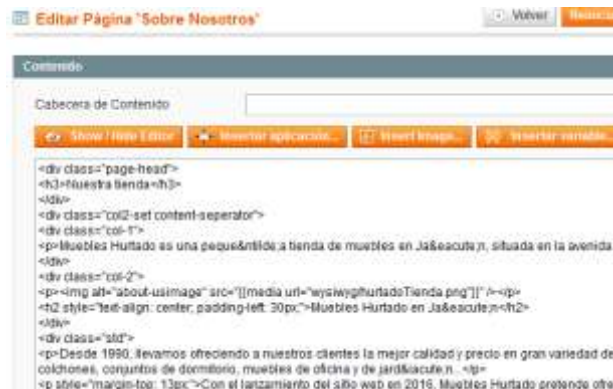 Editar Página 'Sobre Nosotros'
Volver
Contenido
Cabecera de Contenido
Show / Hide Editor
Insertar aplicación...
Insert Image...
Insertar variable...
<div class="page-head">
<h3>Nuestra tienda</h3>
</div>
<div class="col2-set content-seperator">
<div class="col-1">
<p>Muebles Hurtado es una peque&ntilde;a tienda de muebles en Ja&eacute;n, situada en la avenida
</div>
<div class="col-2">
<p><img alt="about-usimage" src="{{media url="wysiwyg/hurtadoTienda.png"}}" /></p>
<h2 style="text-align: center; padding-left: 30px;">Muebles Hurtado en Ja&eacute;n</h2>
</div>
<div class="std">
<p>Desde 1990, llevamos ofreciendo a nuestros clientes la mejor calidad y precio en gran variedad de
colchones, conjuntos de dormitorio, muebles de oficina y de jard&iacute;n. </p>
<p style="margin-top: 13px;">Con el lanzamiento del sitio web en 2016, Muebles Hurtado pretende